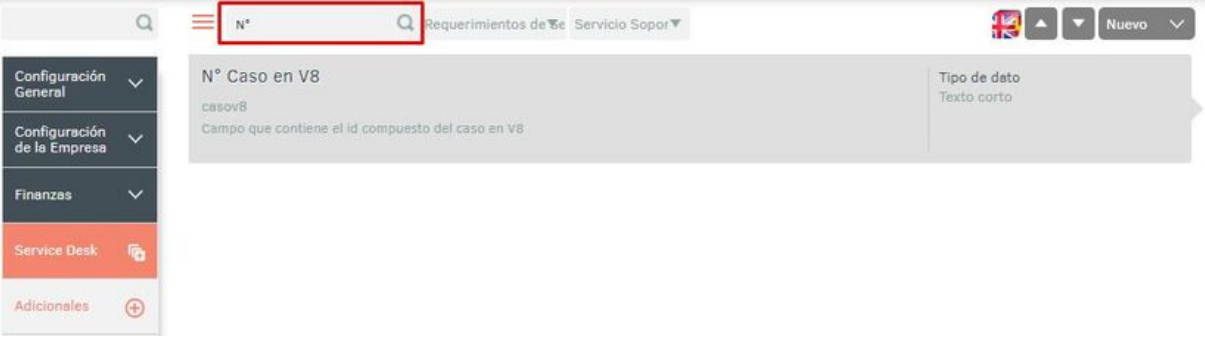 N° Requerimientos de Se Servicio Sopor Nuevo
Configuración
General
Configuración
de la Empresa
Finanzas
Service Desk
Adicionales
N° Caso en V8
casov8
Campo que contiene el id compuesto del caso en V8
Tipo de dato
Texto corto